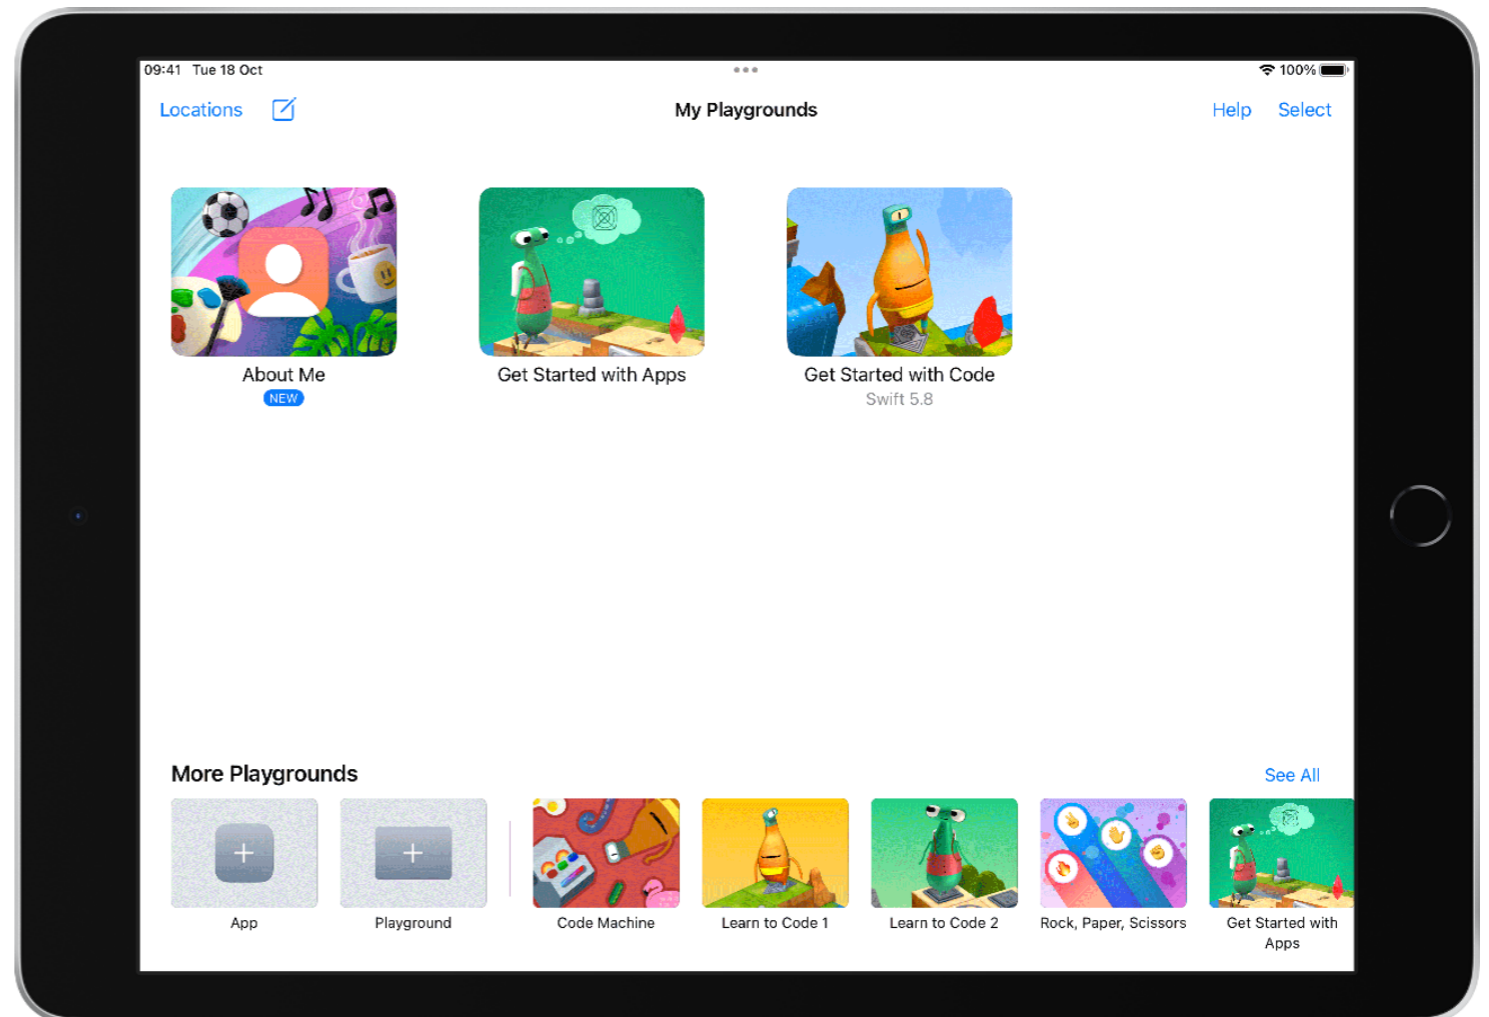 09:41 Tue 18 Oct
100%
Locations
My Playgrounds
Help Select
About Me
NEW
Get Started with Apps
Get Started with Code
Swift 5.8
More Playgrounds
See All
App
Playground
Code Machine
Learn to Code 1
Learn to Code 2
Rock, Paper, Scissors
Get Started with
Apps